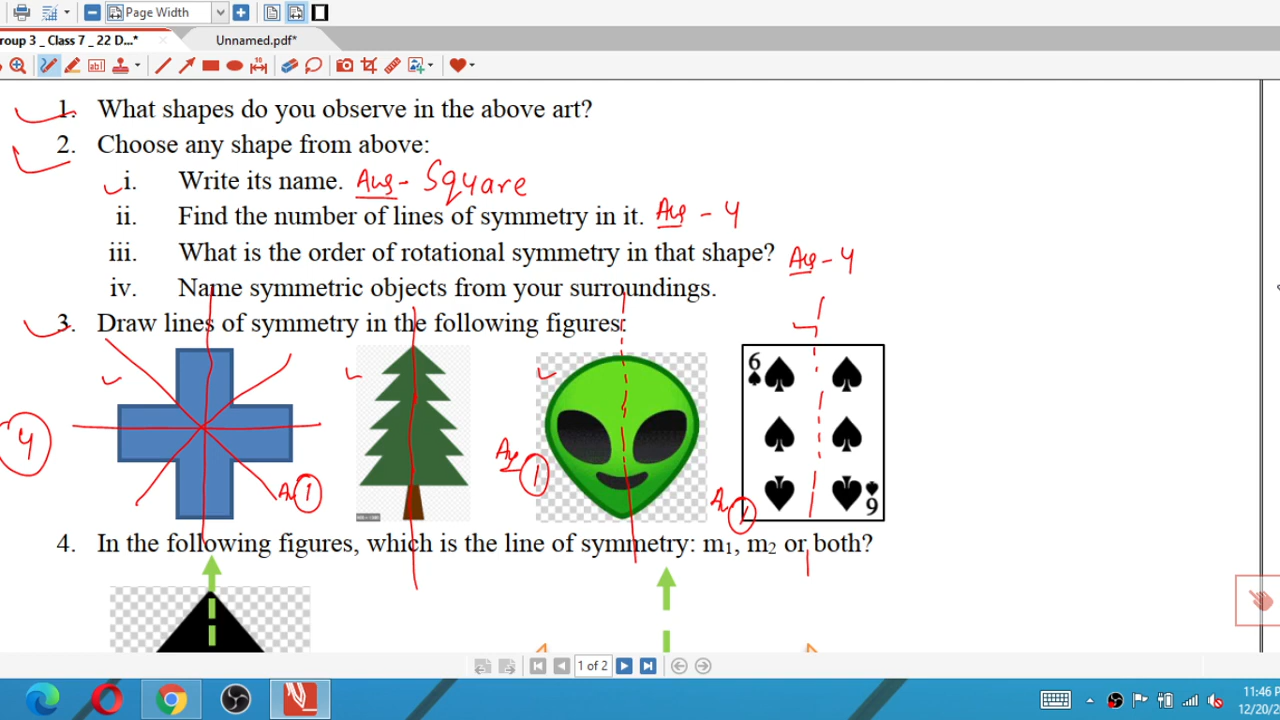 Page Width
roup 3 _ Class 7 _ 22 D...*
Unnamed.pdf*
1. What shapes do you observe in the above art?
2. Choose any shape from above:
i. Write its name. Ans - Square
ii. Find the number of lines of symmetry in it. Ans - 4
iii. What is the order of rotational symmetry in that shape? Ans - 4
iv. Name symmetric objects from your surroundings.
3. Draw lines of symmetry in the following figures:
6
4
Ans 1
Ans 1
Ans 1
6
4. In the following figures, which is the line of symmetry: m₁, m₂ or both?
1 of 2
11:46 P
12/20/2